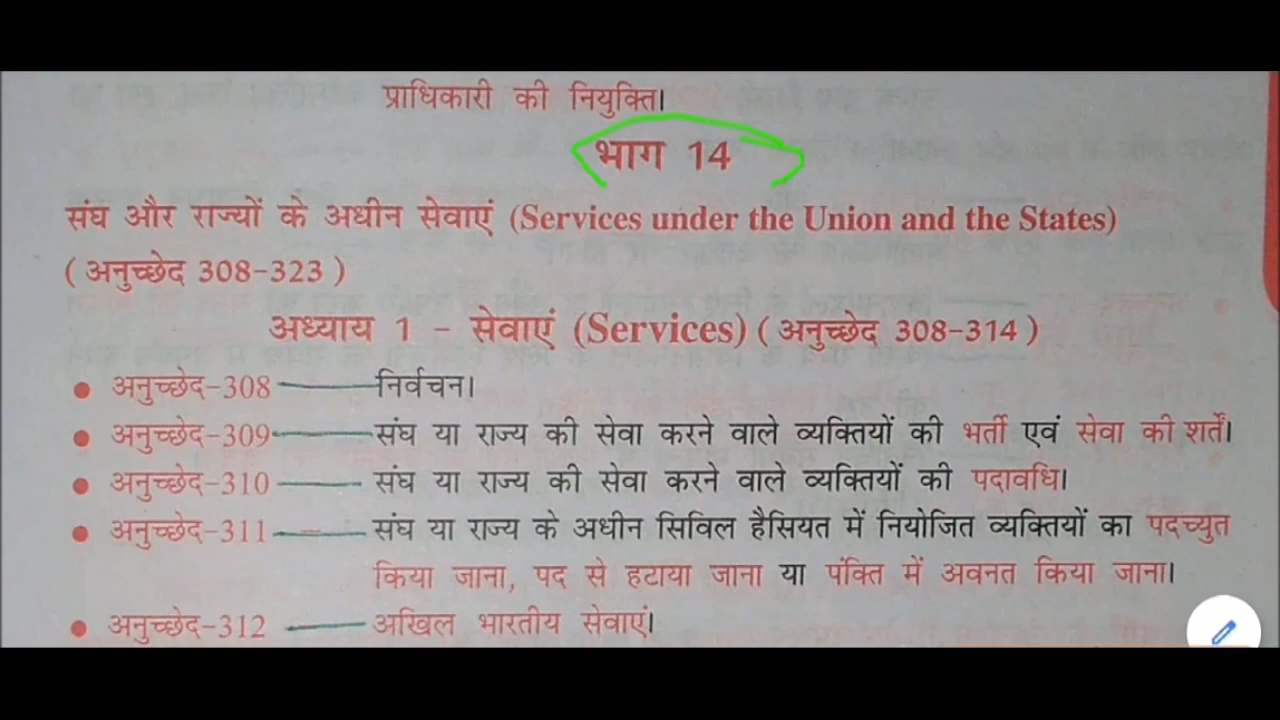 प्राधिकारी की नियुक्ति।
भाग 14
संघ और राज्यों के अधीन सेवाएं (Services under the Union and the States)
( अनुच्छेद 308-323 )
अध्याय 1 - सेवाएं (Services) ( अनुच्छेद 308-314 )
• अनुच्छेद-308 निर्वचन।
• अनुच्छेद-309 संघ या राज्य की सेवा करने वाले व्यक्तियों की भर्ती एवं सेवा की शर्तें।
• अनुच्छेद-310 संघ या राज्य की सेवा करने वाले व्यक्तियों की पदावधि।
• अनुच्छेद-311 संघ या राज्य के अधीन सिविल हैसियत में नियोजित व्यक्तियों का पदच्युत
किया जाना, पद से हटाया जाना या पंक्ति में अवनत किया जाना।
• अनुच्छेद-312 अखिल भारतीय सेवाएं।